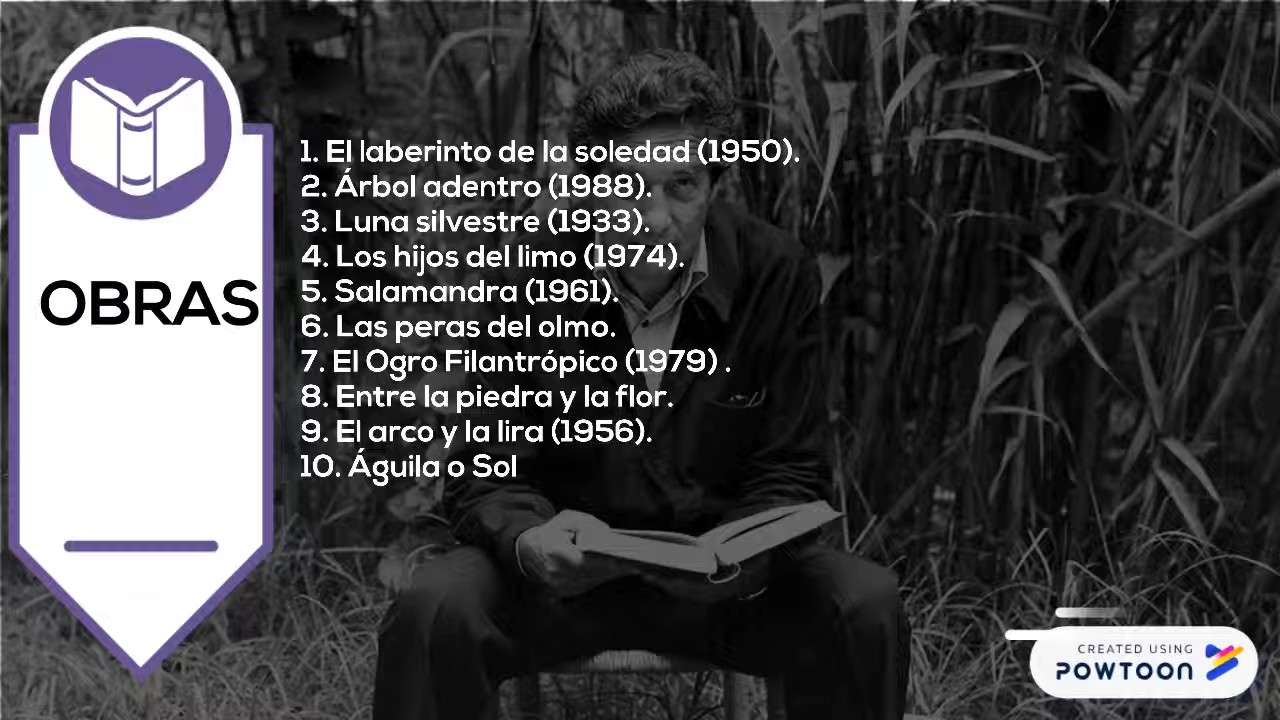 OBRAS
1. El laberinto de la soledad (1950).
2. Árbol adentro (1988).
3. Luna silvestre (1933).
4. Los hijos del limo (1974).
5. Salamandra (1961).
6. Las peras del olmo.
7. El Ogro Filantrópico (1979) .
8. Entre la piedra y la flor.
9. El arco y la lira (1956).
10. Águila o Sol
CREATED USING
POWTOON